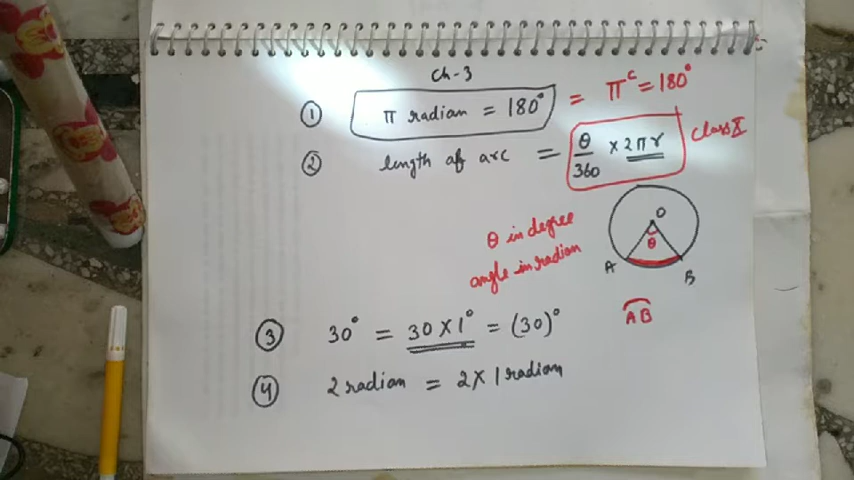 Ch-3
① π radian = 180° = π^c = 180°
② length of arc = θ/360 × 2πr class X
θ in degree
angle in radian
O
θ
A B
AB
③ 30° = 30 × 1° = (30)°
④ 2 radian = 2 × 1 radian